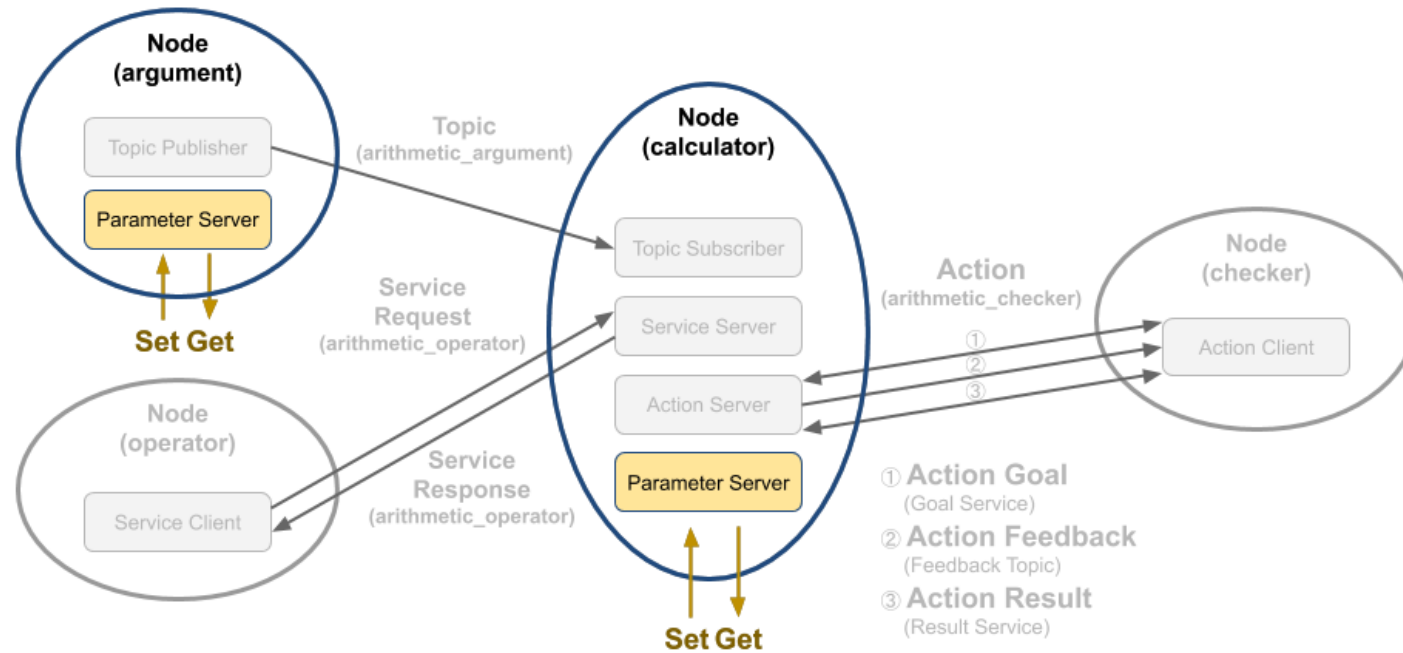 Node
(argument)
Topic Publisher
Parameter Server
Set Get
Topic
(arithmetic_argument)
Node
(calculator)
Topic Subscriber
Service Server
Action Server
Parameter Server
Set Get
Service
Request
(arithmetic_operator)
Node
(operator)
Service Client
Service
Response
(arithmetic_operator)
Action
(arithmetic_checker)
①
②
③
Node
(checker)
Action Client
① Action Goal
(Goal Service)
② Action Feedback
(Feedback Topic)
③ Action Result
(Result Service)